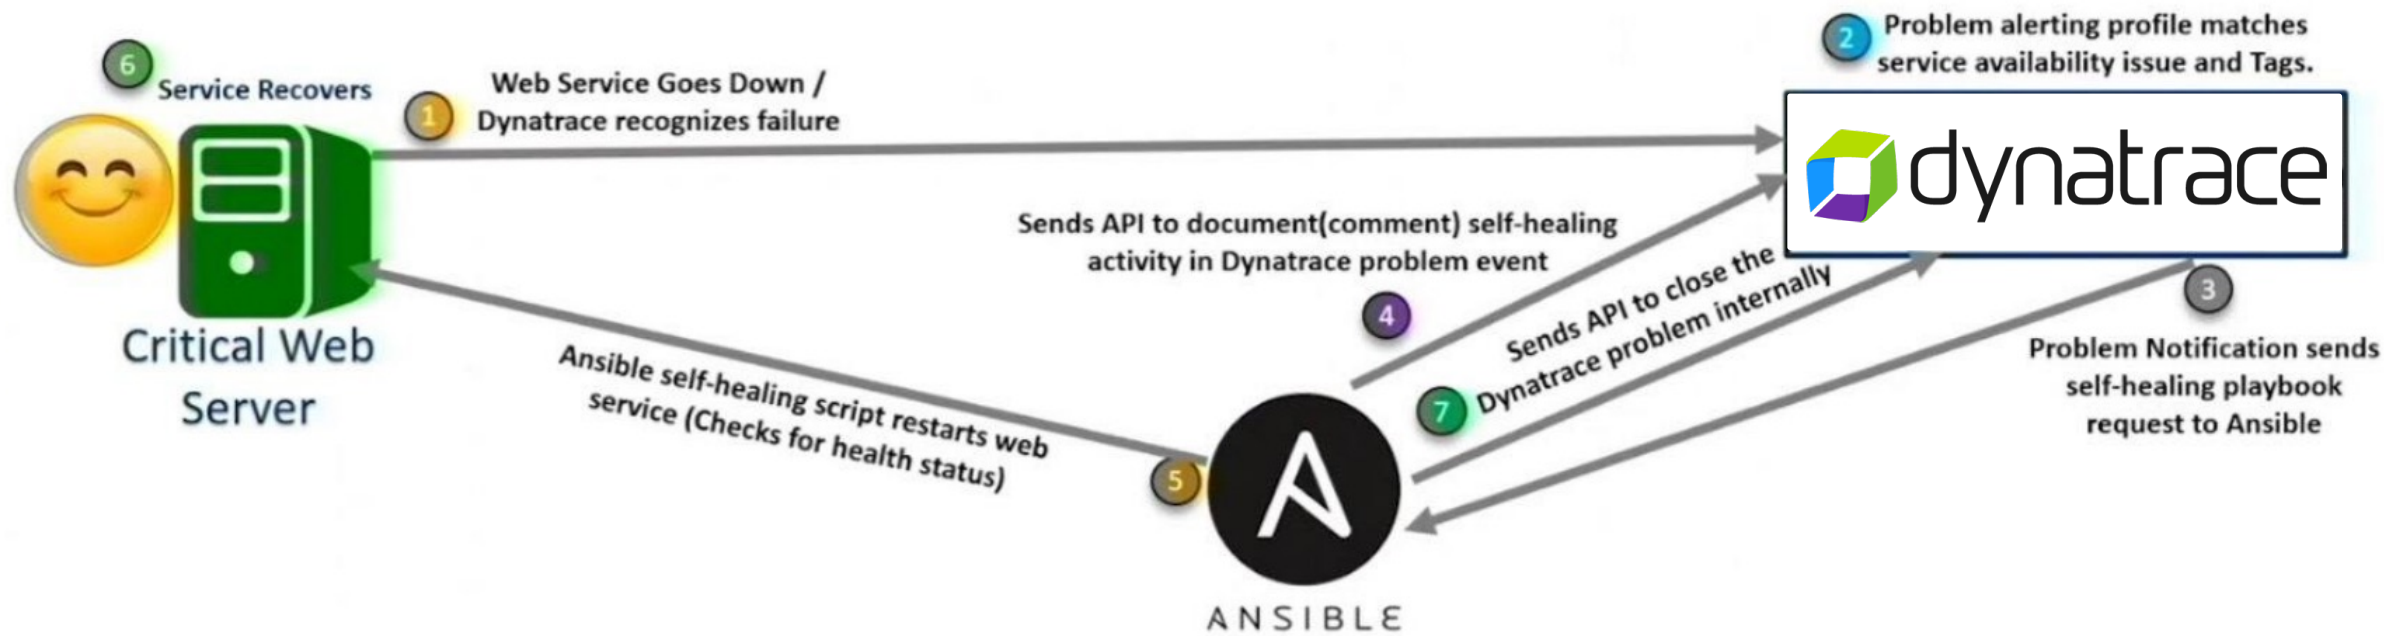 6
Service Recovers
Critical Web
Server
1
Web Service Goes Down /
Dynatrace recognizes failure
2
Problem alerting profile matches
service availability issue and Tags.
dynatrace
3
Problem Notification sends
self-healing playbook
request to Ansible
Sends API to document(comment) self-healing
activity in Dynatrace problem event
4
5
Ansible self-healing script restarts web
service (Checks for health status)
7
Sends API to close the
Dynatrace problem internally
A
ANSIBLE